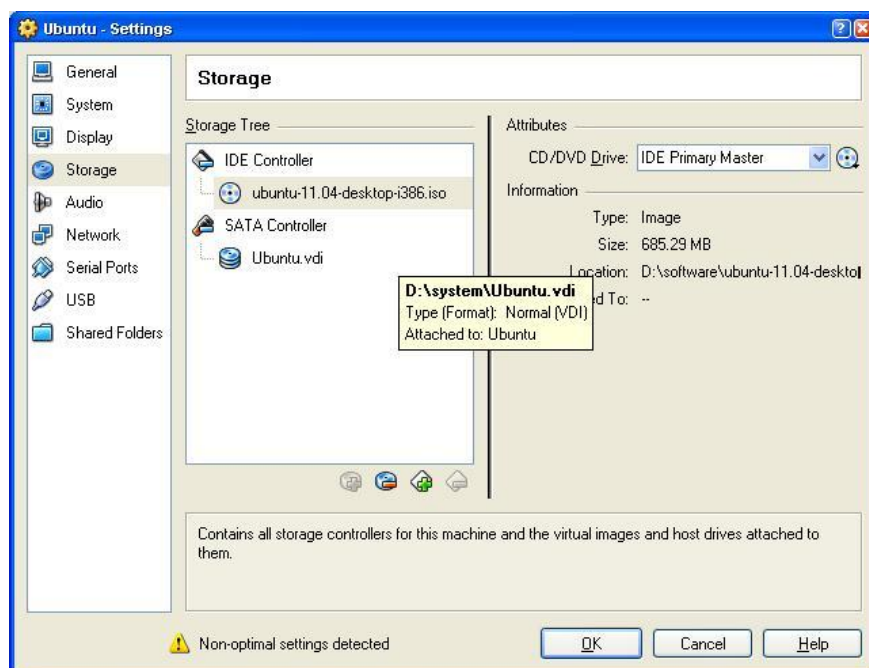 Ubuntu - Settings
General
System
Display
Storage
Audio
Network
Serial Ports
USB
Shared Folders
Storage
Storage Tree
IDE Controller
ubuntu-11.04-desktop-i386.iso
SATA Controller
Ubuntu.vdi
D:\system\Ubuntu.vdi
Type (Format): Normal (VDI)
Attached to: Ubuntu
Attributes
CD/DVD Drive: IDE Primary Master
Information
Type: Image
Size: 685.29 MB
Location: D:\software\ubuntu-11.04-desktop
To: --
Contains all storage controllers for this machine and the virtual images and host drives attached to
them.
Non-optimal settings detected
OK
Cancel
Help